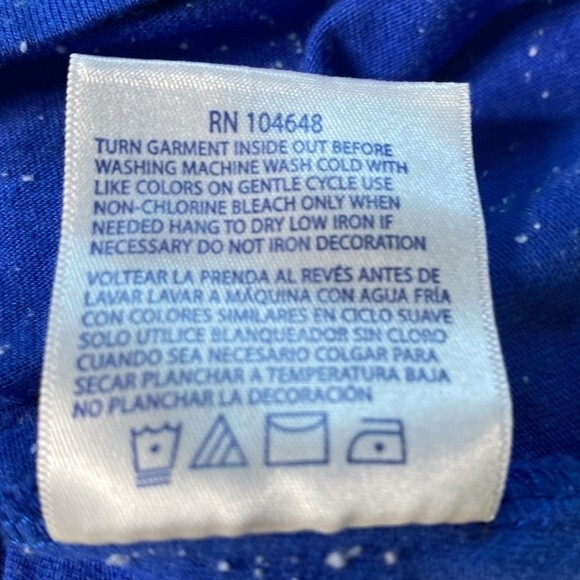 RN 104648
TURN GARMENT INSIDE OUT BEFORE
WASHING MACHINE WASH COLD WITH
LIKE COLORS ON GENTLE CYCLE USE
NON-CHLORINE BLEACH ONLY WHEN
NEEDED HANG TO DRY LOW IRON IF
NECESSARY DO NOT IRON DECORATION
VOLTEAR LA PRENDA AL REVÉS ANTES DE
LAVAR LAVAR A MÁQUINA CON AGUA FRÍA
CON COLORES SIMILARES EN CICLO SUAVE
SOLO UTILICE BLANQUEADOR SIN CLORO
CUANDO SEA NECESARIO COLGAR PARA
SECAR PLANCHAR A TEMPERATURA BAJA
NO PLANCHAR LA DECORACIÓN